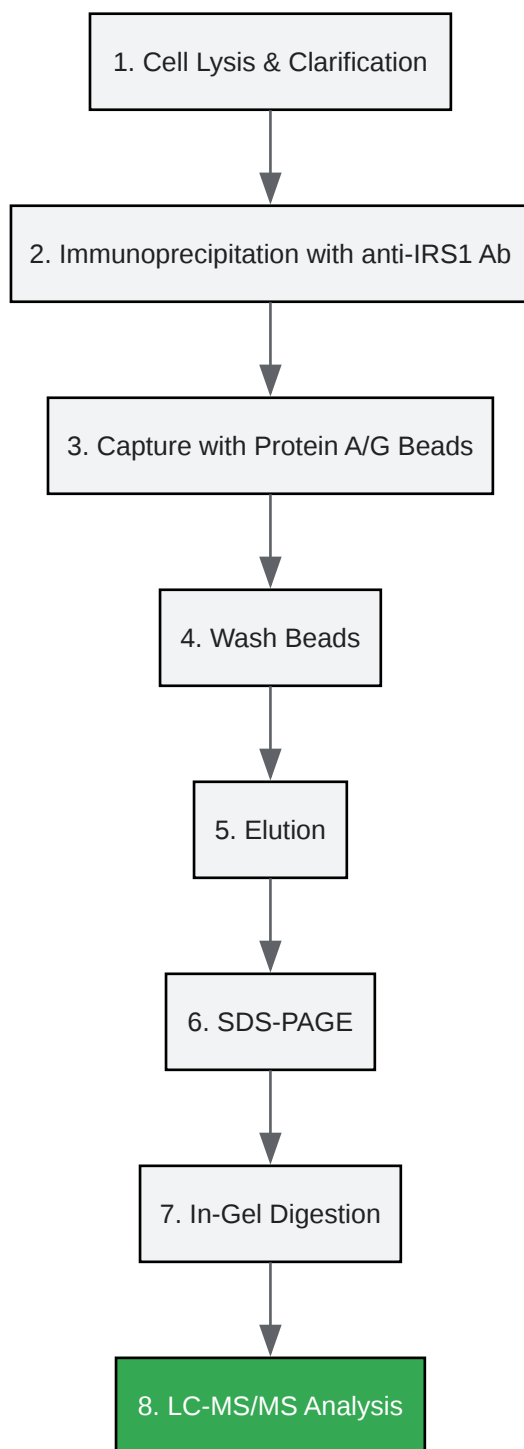 1. Cell Lysis & Clarification
2. Immunoprecipitation with anti-IRS1 Ab
3. Capture with Protein A/G Beads
4. Wash Beads
5. Elution
6. SDS-PAGE
7. In-Gel Digestion
8. LC-MS/MS Analysis